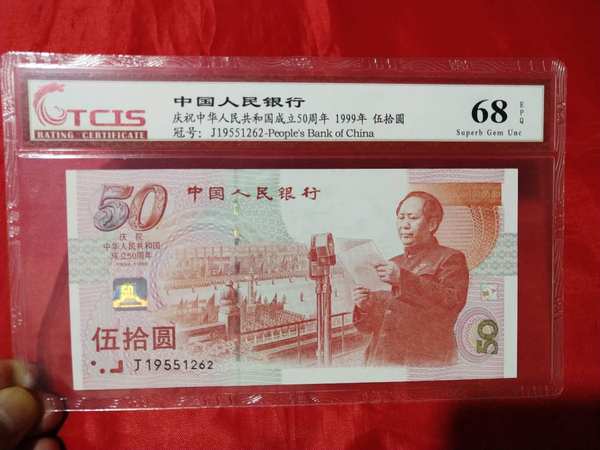 TCIS
RATING CERTIFICATE
中国人民银行
庆祝中华人民共和国成立50周年 1999年 伍拾圆
冠号: J19551262-People's Bank of China
68 EPQ
Superb Gem Unc
50
庆祝
中华人民共和国
成立50周年
中国人民银行
50
伍拾圆
J19551262
50